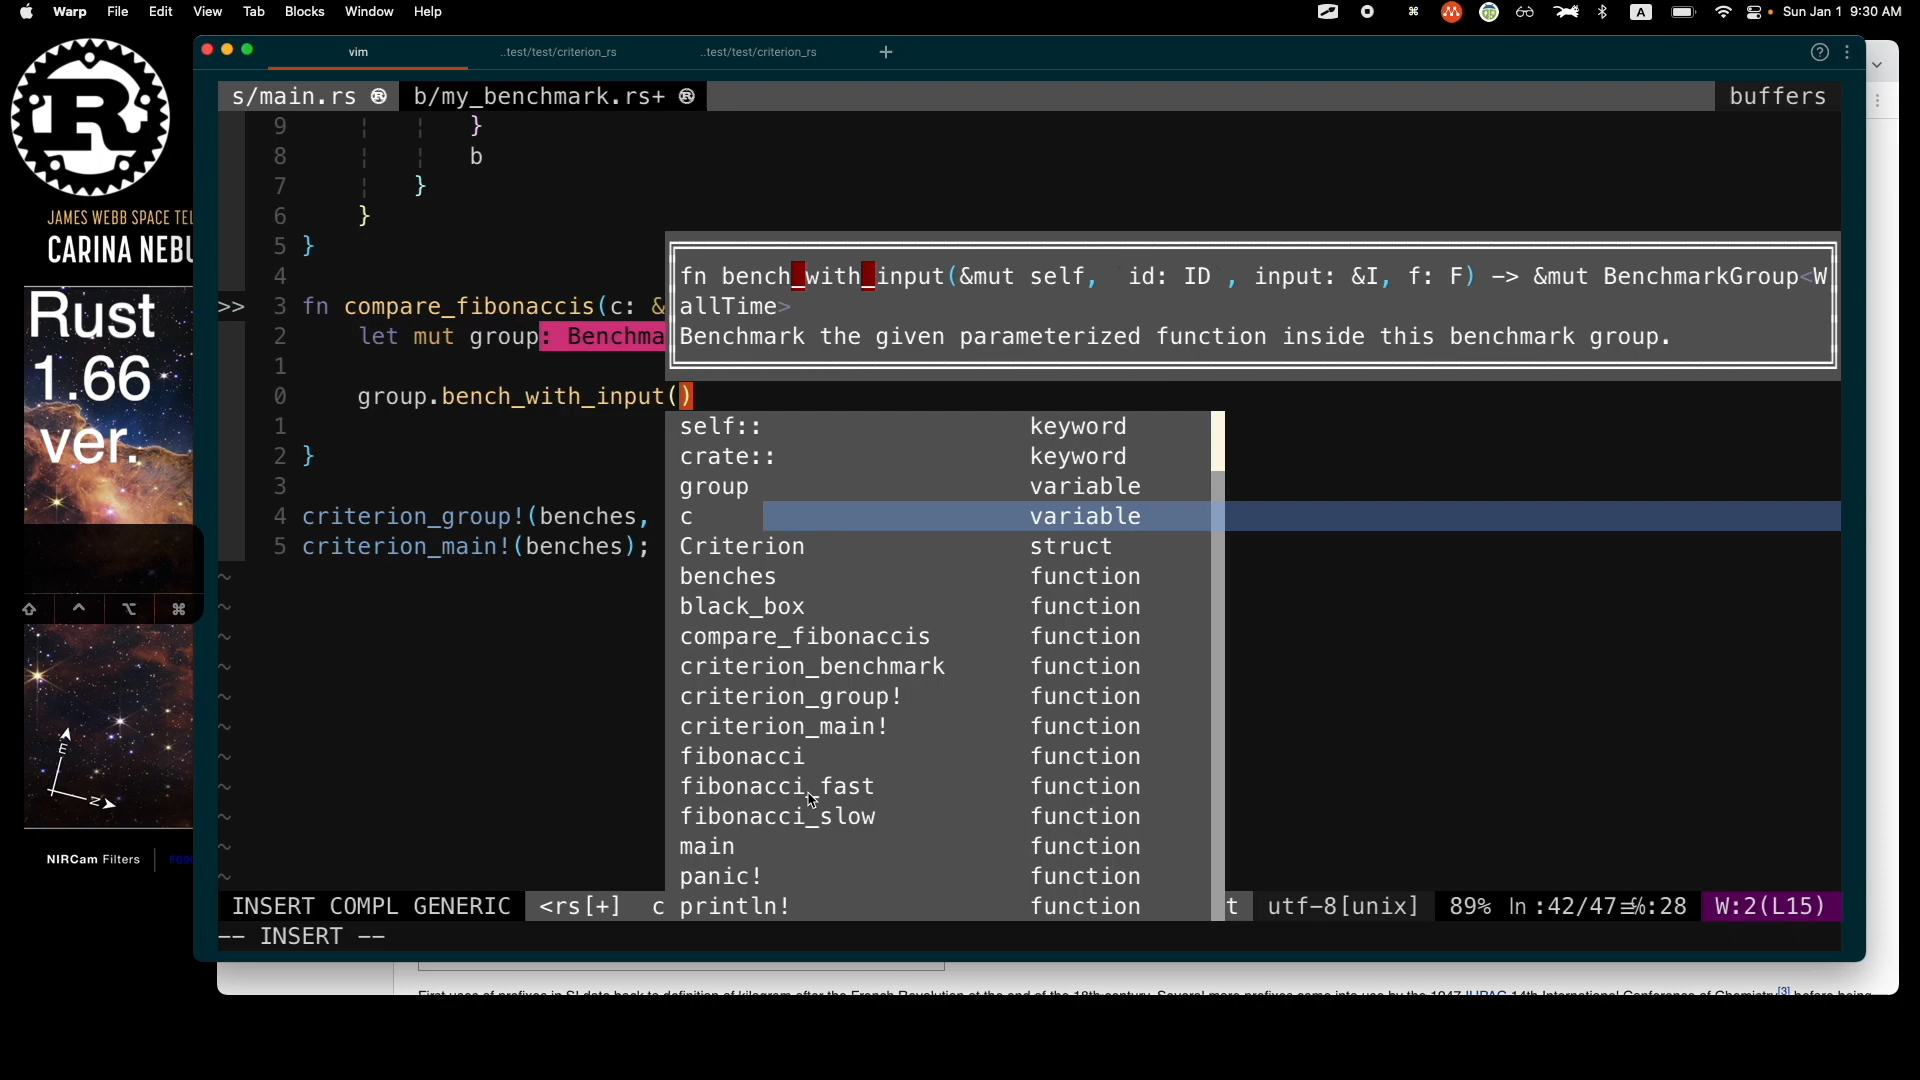 Warp File Edit View Tab Blocks Window Help
A Sun Jan 1 9:30 AM
vim ..test/test/criterion_rs ..test/test/criterion_rs + ?
s/main.rs ® b/my_benchmark.rs+ ® buffers
9 }
8 b
7 }
6 }
5 }
4
>> 3 fn compare_fibonaccis(c: &
2 let mut group: Benchma
1
0 group.bench_with_input()
1
2 }
3
4 criterion_group!(benches,
5 criterion_main!(benches);
fn bench_with_input(&mut self, `id: ID`, input: &I, f: F) -> &mut BenchmarkGroup<W
allTime>
Benchmark the given parameterized function inside this benchmark group.
self:: keyword
crate:: keyword
group variable
c variable
Criterion struct
benches function
black_box function
compare_fibonaccis function
criterion_benchmark function
criterion_group! function
criterion_main! function
fibonacci function
fibonacci_fast function
fibonacci_slow function
main function
panic! function
println! function
~
~
~
~
~
~
~
~
~
~
~
INSERT COMPL GENERIC <rs[+] c t utf-8[unix] 89% ln :42/47≡℅:28 W:2(L15)
-- INSERT --
R
JAMES WEBB SPACE TEL
CARINA NEBU
Rust
1.66
ver.
⇧ ^ ⌥ ⌘
E
N
NIRCam Filters